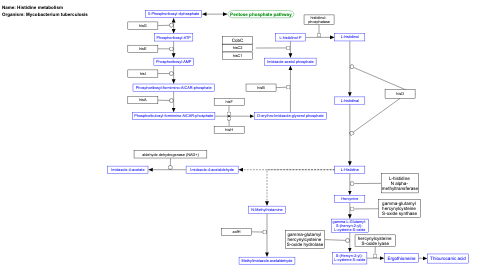 Name: Histidine metabolism
Organism: Mycobacterium tuberculosis
5-Phosphoribosyl diphosphate
Pentose phosphate pathway
histidinol-
phosphatase
hisG
CobC
L-histidinol-P
L-histidinol
Phosphoribosyl-ATP
hisC2
hisC1
hisE
Phosphoribosyl-AMP
Imidazole acetol phosphate
hisI
Phosphoribosyl-formimino-AICAR-phosphate
hisB
hisD
hisA
L-histidinal
hisF
Phosphoribulosyl-formimino-AICAR-phosphate
D-erythro-imidazole-glycerol phosphate
hisH
aldehyde dehydrogenase (NAD+)
Imidazole-4-acetate
Imidazole-4-acetaldehyde
L-Histidine
L-histidine
N-alpha-
methyltransferase
Hercynine
N-Methylhistamine
gamma-glutamyl
hercynylcysteine
S-oxide synthase
gamma-L-Glutamyl-
S-(hercyn-2-yl)-
L-cysteine S-oxide
gamma-glutamyl
hercynylcysteine
S-oxide hydrolase
hercynylcysteine
S-oxide lyase
Methylimidazole acetaldehyde
S-(Hercyn-2-yl)-
L-cysteine S-oxide
Ergothioneine
Thiourocanic acid